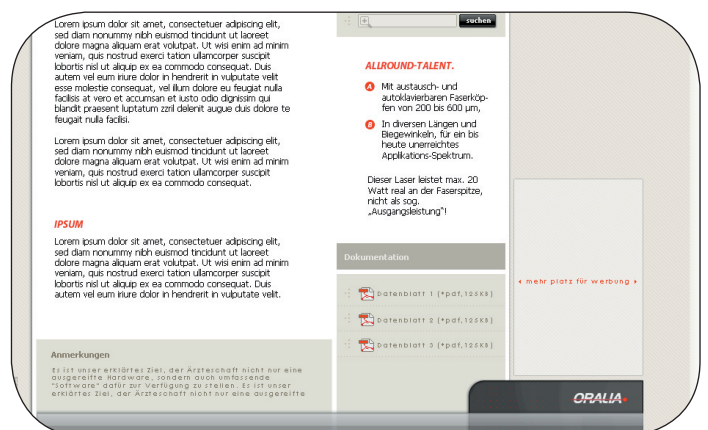 Lorem ipsum dolor sit amet, consectetuer adipiscing elit,
sed diam nonummy nibh euismod tincidunt ut laoreet
dolore magna aliquam erat volutpat. Ut wisi enim ad minim
veniam, quis nostrud exerci tation ullamcorper suscipit
lobortis nisl ut aliquip ex ea commodo consequat. Duis
autem vel eum iriure dolor in hendrerit in vulputate velit
esse molestie consequat, vel illum dolore eu feugiat nulla
facilisis at vero et accumsan et iusto odio dignissim qui
blandit praesent luptatum zzril delenit augue duis dolore te
feugait nulla facilisi.
Lorem ipsum dolor sit amet, consectetuer adipiscing elit,
sed diam nonummy nibh euismod tincidunt ut laoreet
dolore magna aliquam erat volutpat. Ut wisi enim ad minim
veniam, quis nostrud exerci tation ullamcorper suscipit
lobortis nisl ut aliquip ex ea commodo consequat.
IPSUM
Lorem ipsum dolor sit amet, consectetuer adipiscing elit,
sed diam nonummy nibh euismod tincidunt ut laoreet
dolore magna aliquam erat volutpat. Ut wisi enim ad minim
veniam, quis nostrud exerci tation ullamcorper suscipit
lobortis nisl ut aliquip ex ea commodo consequat. Duis
autem vel eum iriure dolor in hendrerit in vulputate velit.
Anmerkungen
Es ist unser erklärtes Ziel, der Ärzteschaft nicht nur eine
ausgereifte Hardware, sondern auch umfassende
"Software" dafür zur Verfügung zu stellen. Es ist unser
erklärtes Ziel, der Ärzteschaft nicht nur eine ausgereifte
suchen
ALLROUND-TALENT.
A Mit austausch- und
autoklavierbaren Faserköp-
fen von 200 bis 600 µm,
B In diversen Längen und
Biegewinkeln, für ein bis
heute unerreichtes
Applikations-Spektrum.
Dieser Laser leistet max. 20
Watt real an der Faserspitze,
nicht als sog.
„Ausgangsleistung"!
Dokumentation
Datenblatt 1 (*pdf,125KB)
Datenblatt 2 (*pdf,125KB)
Datenblatt 3 (*pdf,125KB)
mehr platz für werbung
ORALIA